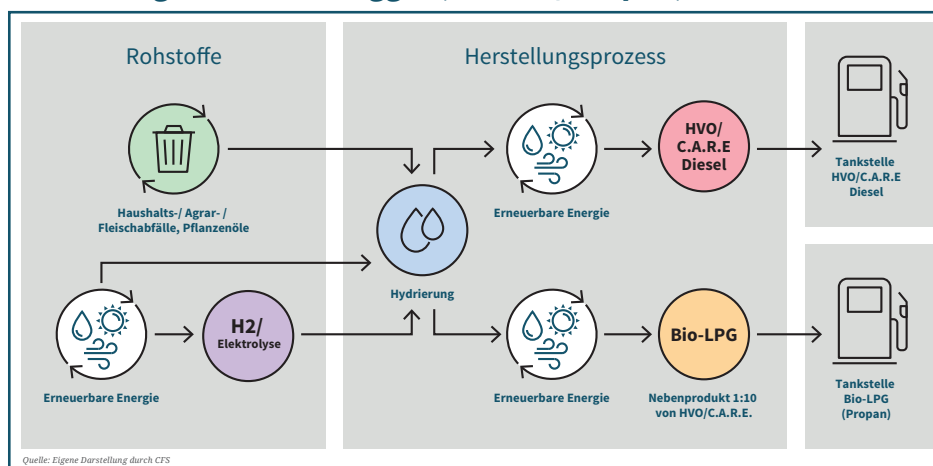 Rohstoffe
Herstellungsprozess
HVO/
C.A.R.E
Diesel
Tankstelle
HVO/C.A.R.E
Diesel
Haushalts-/ Agrar- /
Fleischabfälle, Pflanzenöle
Erneuerbare Energie
Hydrierung
H2/
Elektrolyse
Bio-LPG
Erneuerbare Energie
Erneuerbare Energie
Nebenprodukt 1:10
von HVO/C.A.R.E.
Tankstelle
Bio-LPG
(Propan)
Quelle: Eigene Darstellung durch CFS